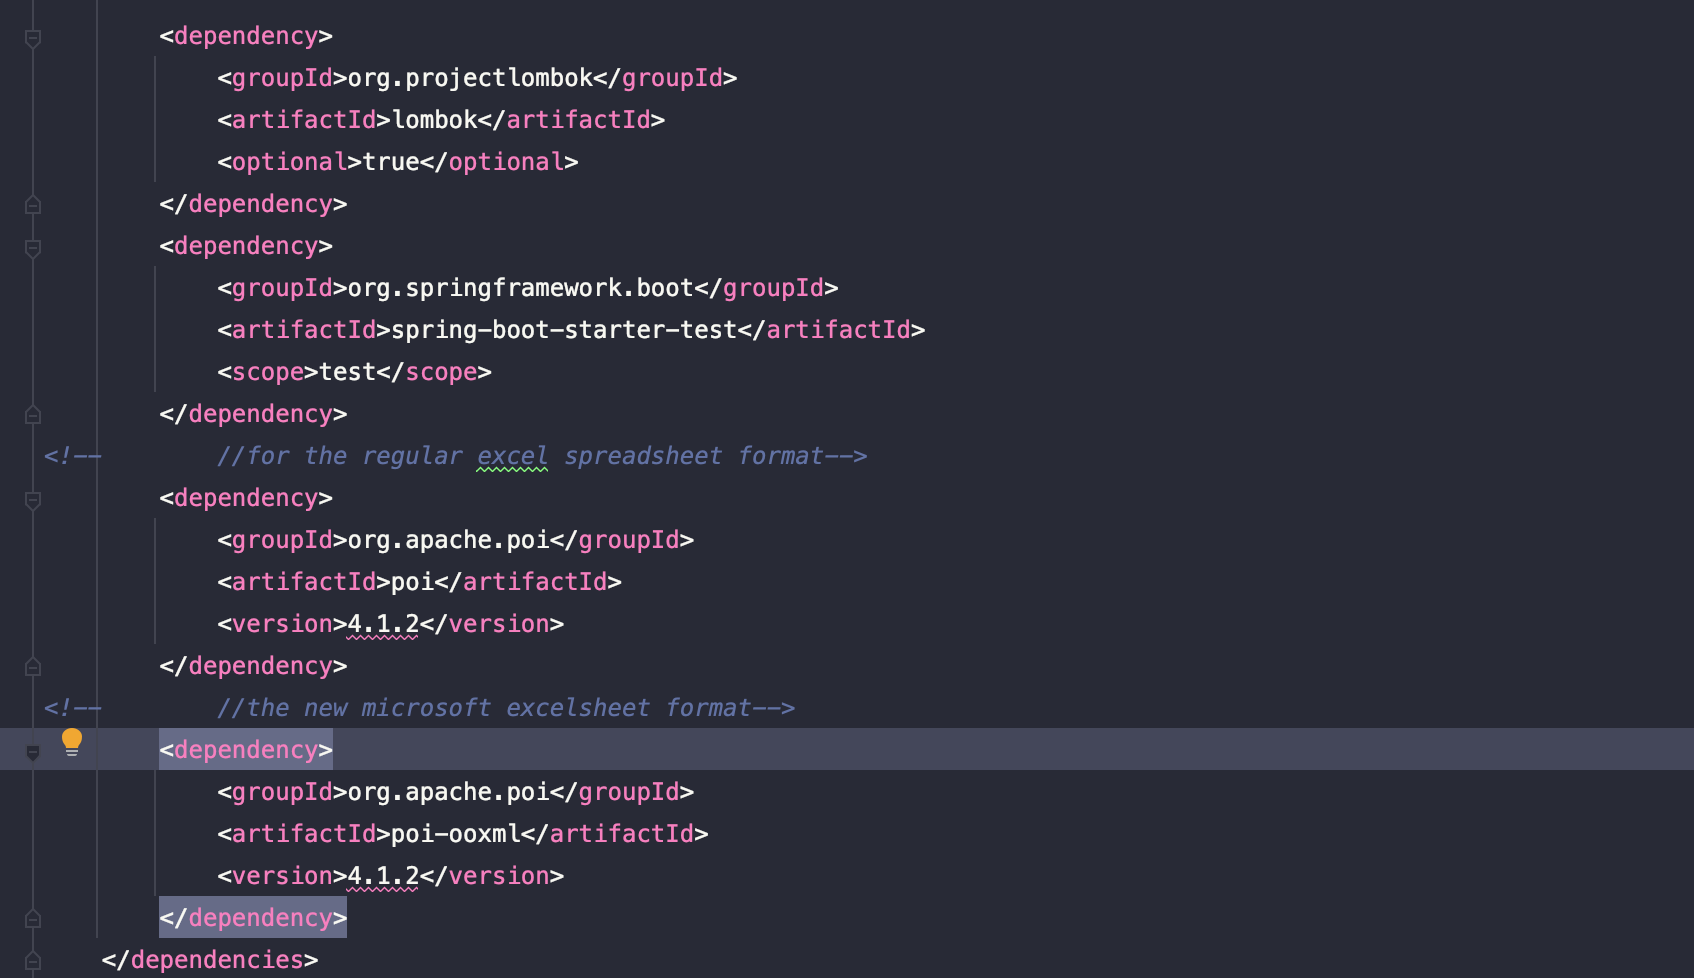 <dependency>
<groupId>org.projectlombok</groupId>
<artifactId>lombok</artifactId>
<optional>true</optional>
</dependency>
<dependency>
<groupId>org.springframework.boot</groupId>
<artifactId>spring-boot-starter-test</artifactId>
<scope>test</scope>
</dependency>
<!-- //for the regular excel spreadsheet format-->
<dependency>
<groupId>org.apache.poi</groupId>
<artifactId>poi</artifactId>
<version>4.1.2</version>
</dependency>
<!-- //the new microsoft excelsheet format-->
<dependency>
<groupId>org.apache.poi</groupId>
<artifactId>poi-ooxml</artifactId>
<version>4.1.2</version>
</dependency>
</dependencies>